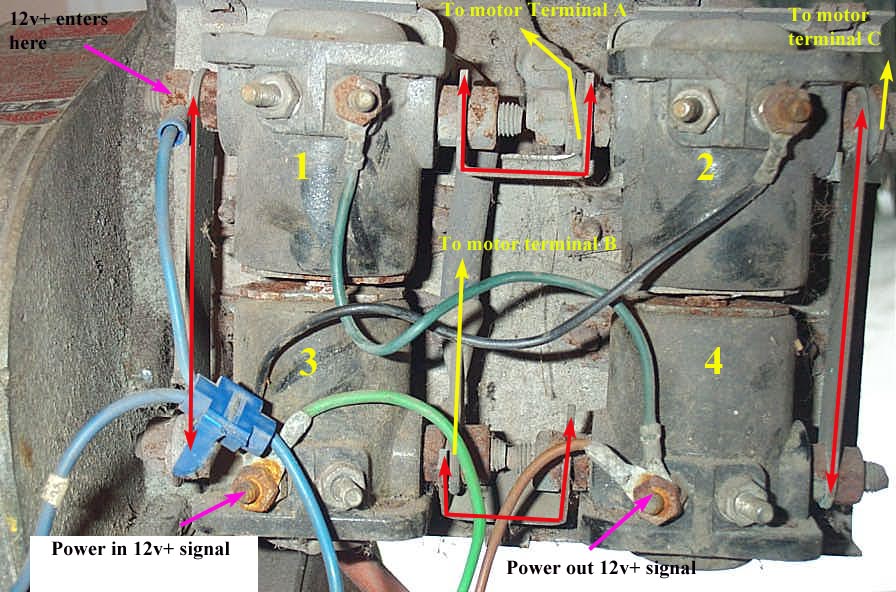 12v+ enters
here
To motor Terminal A
To motor
terminal C
1
2
To motor terminal B
3
4
Power in 12v+ signal
Power out 12v+ signal